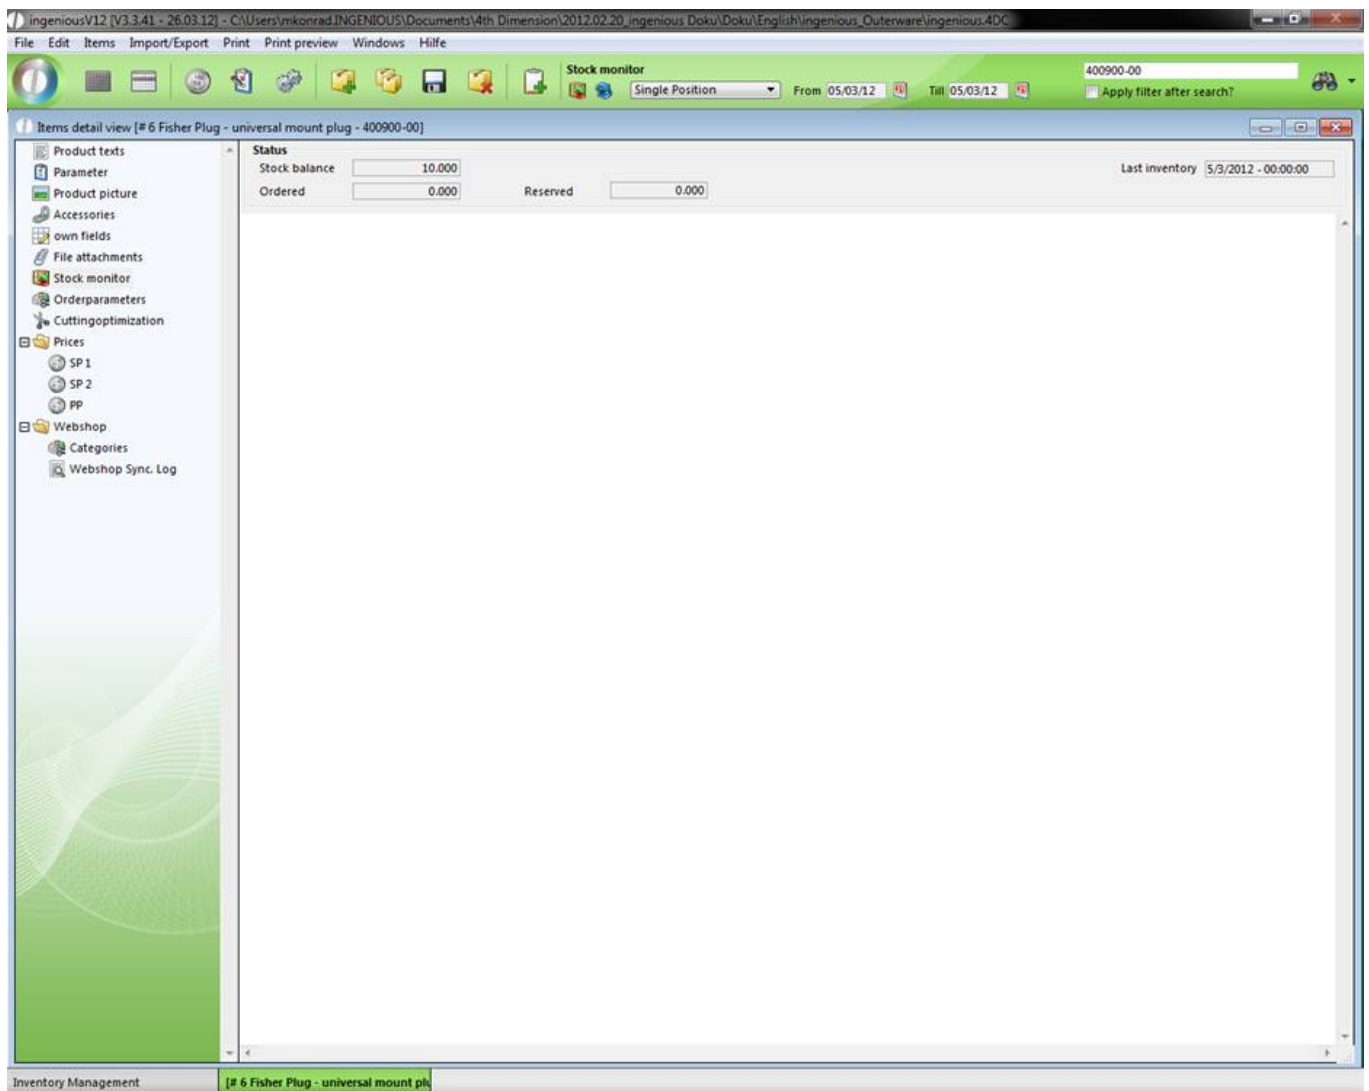 ingeniousV12 [V3.3.41 - 26.03.12] - C:\Users\mkonrad.INGENIOUS\Documents\4th Dimension\2012.02.20_ingenious Doku\Doku\English\ingenious_Outerware\ingenious.4DC
File Edit Items Import/Export Print Print preview Windows Hilfe
Stock monitor
Single Position From 05/03/12 Till 05/03/12
400900-00
Apply filter after search?
Items detail view [# 6 Fisher Plug - universal mount plug - 400900-00]
Product texts
Parameter
Product picture
Accessories
own fields
File attachments
Stock monitor
Orderparameters
Cuttingoptimization
Prices
SP 1
SP 2
PP
Webshop
Categories
Webshop Sync. Log
Status
Stock balance 10.000 Last inventory 5/3/2012 - 00:00:00
Ordered 0.000 Reserved 0.000
Inventory Management [# 6 Fisher Plug - universal mount plu